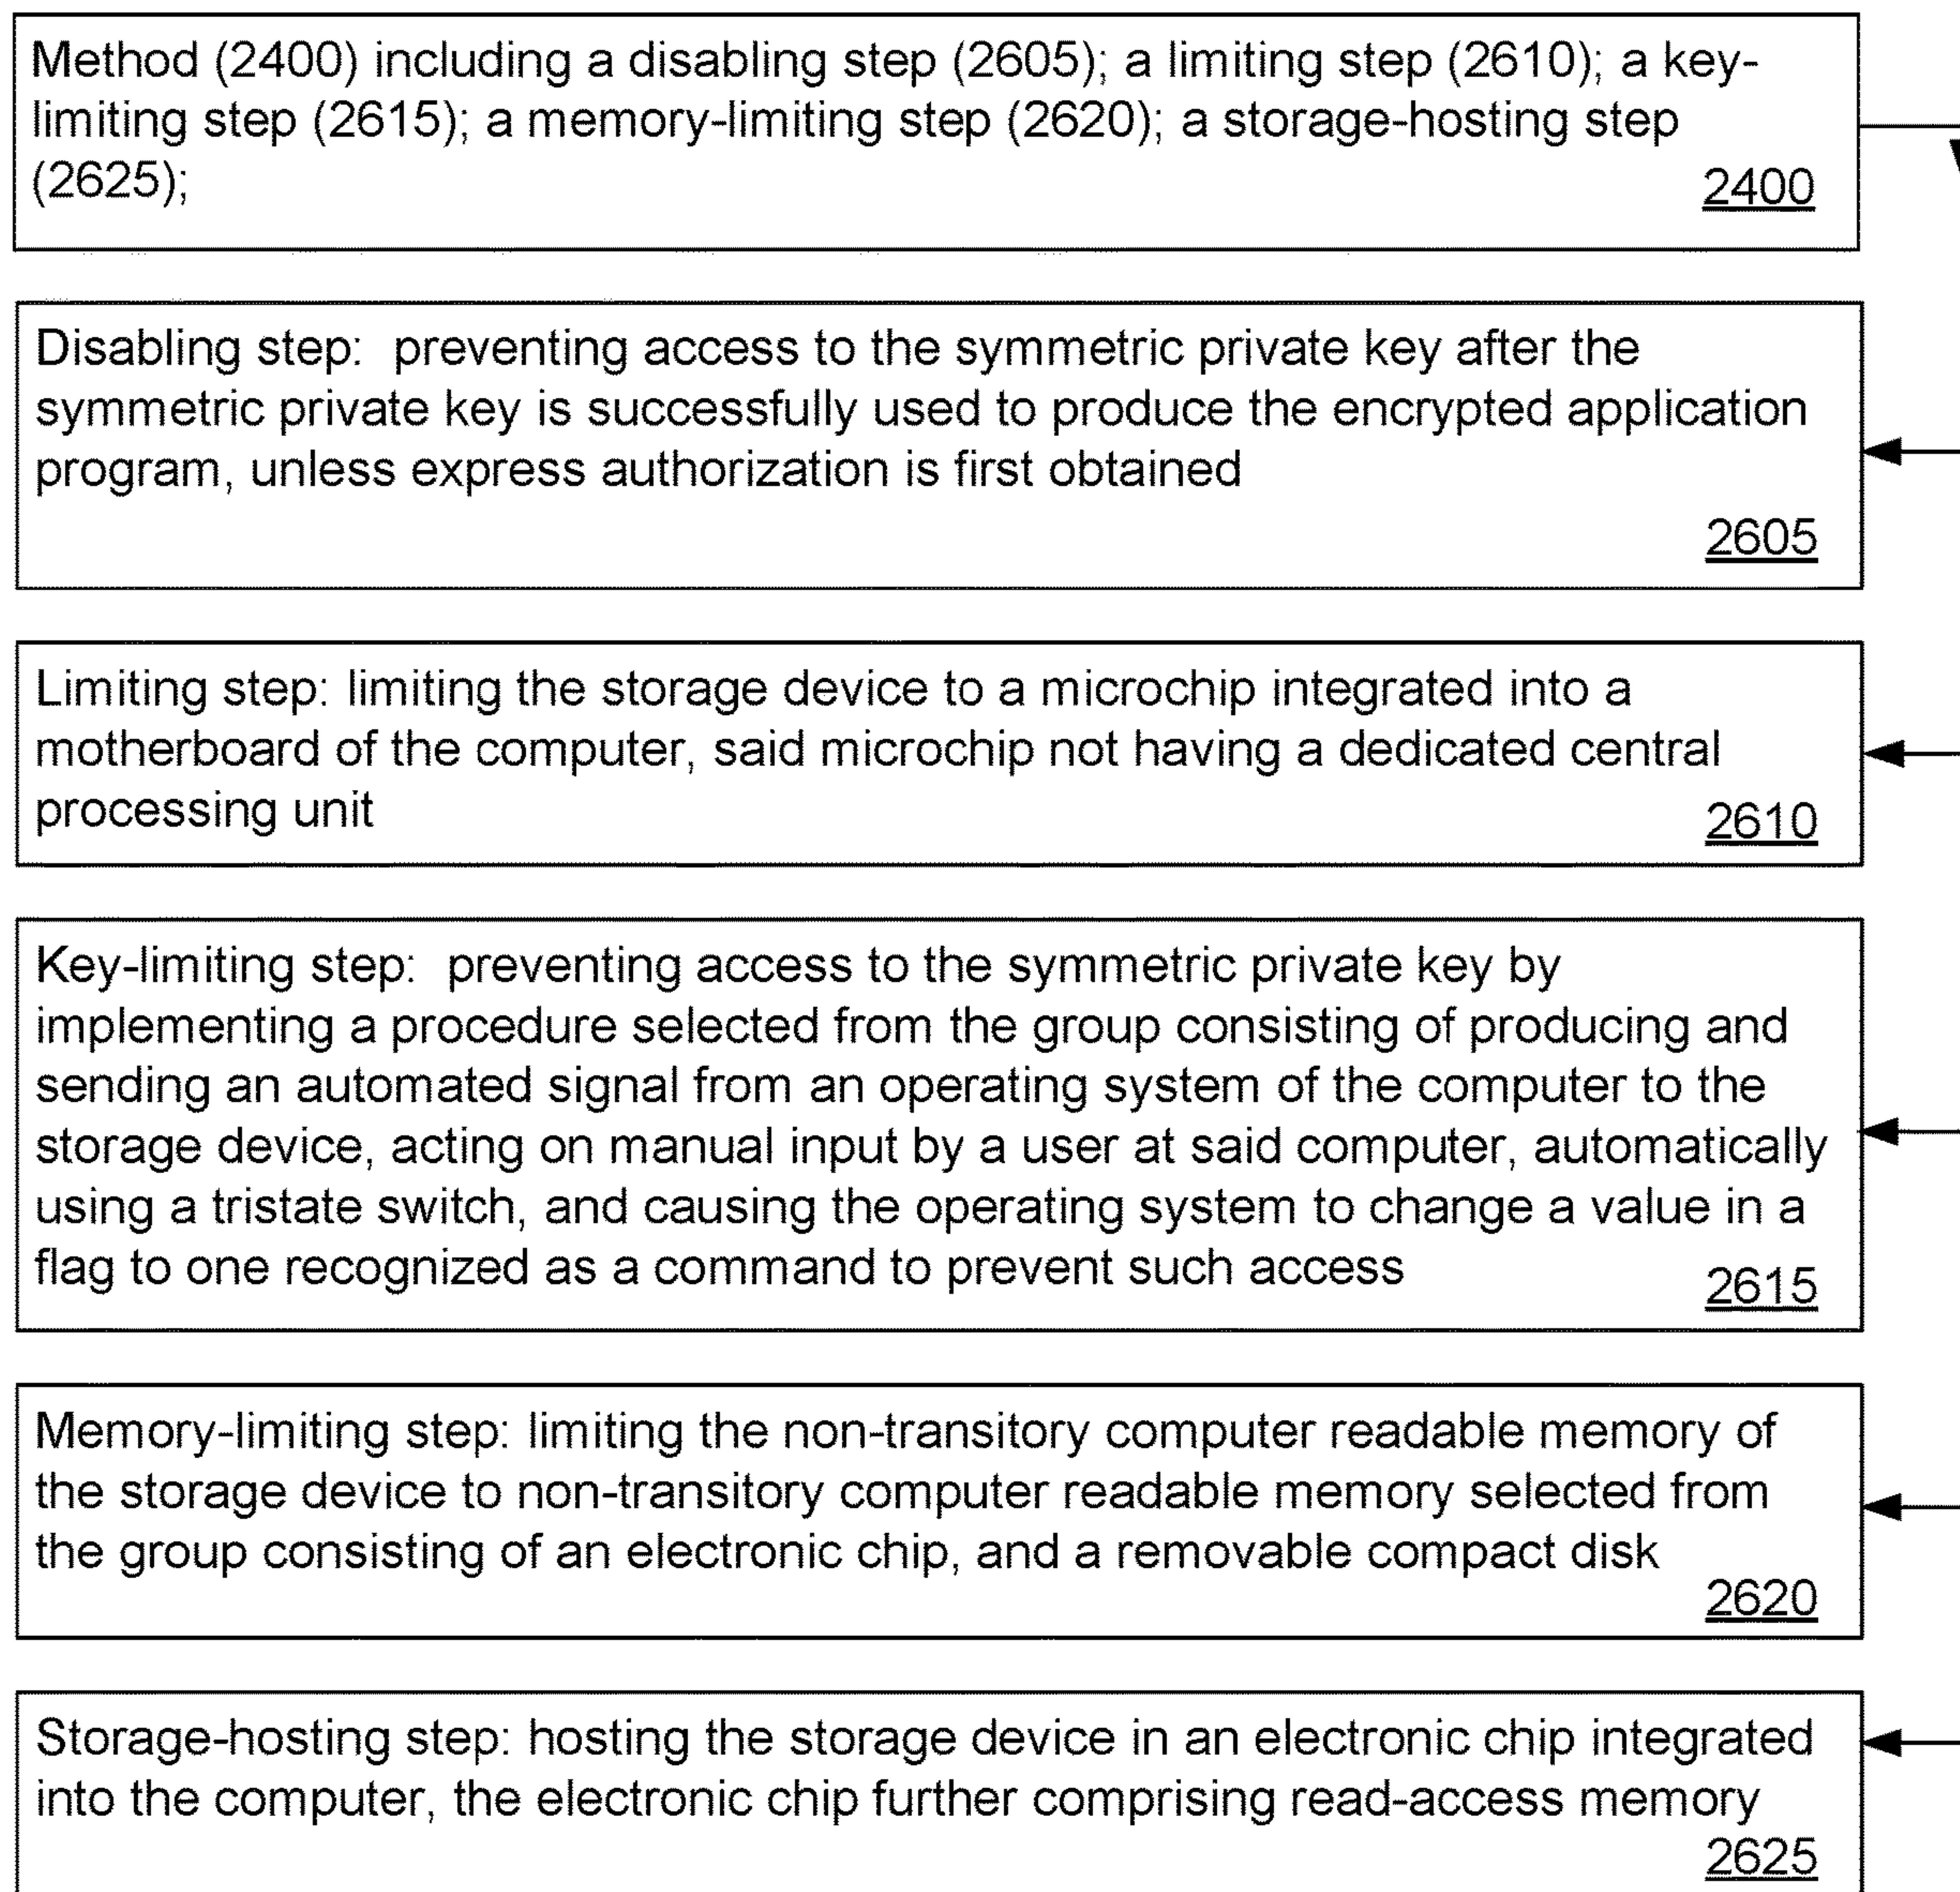 Method (2400) including a disabling step (2605); a limiting step (2610); a key-
limiting step (2615); a memory-limiting step (2620); a storage-hosting step
(2625);
2400
Disabling step: preventing access to the symmetric private key after the
symmetric private key is successfully used to produce the encrypted application
program, unless express authorization is first obtained
2605
Limiting step: limiting the storage device to a microchip integrated into a
motherboard of the computer, said microchip not having a dedicated central
processing unit
2610
Key-limiting step: preventing access to the symmetric private key by
implementing a procedure selected from the group consisting of producing and
sending an automated signal from an operating system of the computer to the
storage device, acting on manual input by a user at said computer, automatically
using a tristate switch, and causing the operating system to change a value in a
flag to one recognized as a command to prevent such access
2615
Memory-limiting step: limiting the non-transitory computer readable memory of
the storage device to non-transitory computer readable memory selected from
the group consisting of an electronic chip, and a removable compact disk
2620
Storage-hosting step: hosting the storage device in an electronic chip integrated
into the computer, the electronic chip further comprising read-access memory
2625